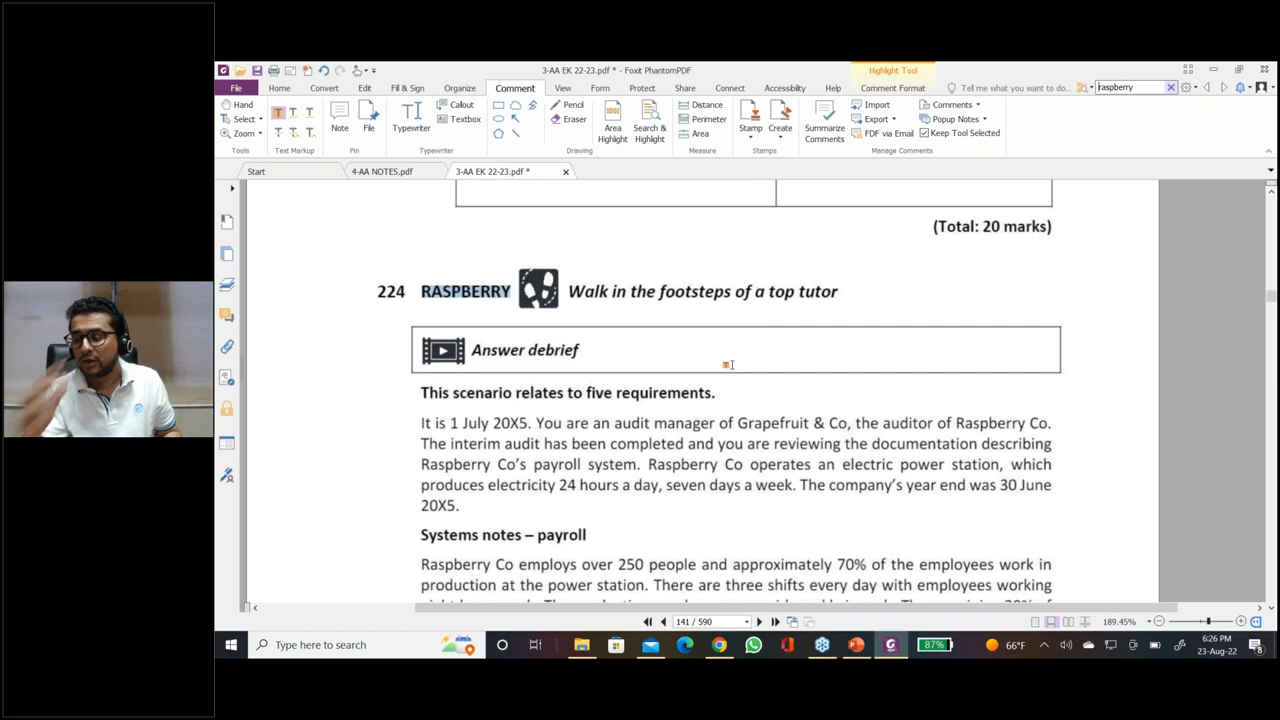 3-AA EK 22-23.pdf * - Foxit PhantomPDF
Highlight Tool
File Home Convert Edit Fill & Sign Organize Comment View Form Protect Share Connect Accessibility Help Comment Format
Tell me what you want to do...
raspberry
Hand
Select
Zoom
Tools
Text Markup
Note
File
Pin
Typewriter
Callout
Textbox
Typewriter
Pencil
Eraser
Drawing
Area Highlight
Search & Highlight
Distance
Perimeter
Area
Measure
Stamp
Create
Stamps
Summarize Comments
Import
Export
FDF via Email
Comments
Popup Notes
Keep Tool Selected
Manage Comments
Start
4-AA NOTES.pdf
3-AA EK 22-23.pdf *
(Total: 20 marks)
224 RASPBERRY Walk in the footsteps of a top tutor
Answer debrief
This scenario relates to five requirements.
It is 1 July 20X5. You are an audit manager of Grapefruit & Co, the auditor of Raspberry Co.
The interim audit has been completed and you are reviewing the documentation describing
Raspberry Co's payroll system. Raspberry Co operates an electric power station, which
produces electricity 24 hours a day, seven days a week. The company's year end was 30 June
20X5.
Systems notes – payroll
Raspberry Co employs over 250 people and approximately 70% of the employees work in
production at the power station. There are three shifts every day with employees working
141 / 590
189.45%
Type here to search
87%
66°F
6:26 PM
23-Aug-22